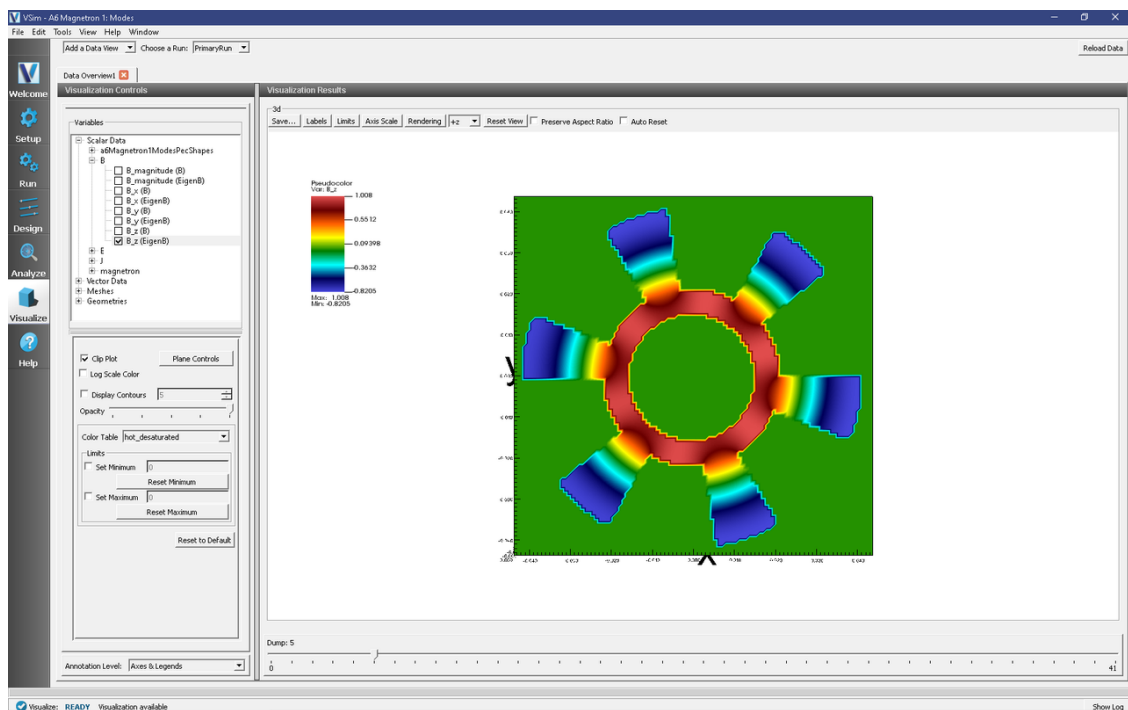 VSim - A6 Magnetron 1: Modes
File Edit Tools View Help Window
Add a Data View Choose a Run: PrimaryRun Reload Data
Data Overview1
Welcome
Setup
Run
Design
Analyze
Visualize
Help
Visualization Controls
Variables
Scalar Data
a6Magnetron1ModesPecShapes
B
B_magnitude (B)
B_magnitude (EigenB)
B_x (B)
B_x (EigenB)
B_y (B)
B_y (EigenB)
B_z (B)
B_z (EigenB)
E
J
magnetron
Vector Data
Meshes
Geometries
Clip Plot Plane Controls
Log Scale Color
Display Contours 5
Opacity
Color Table hot_desaturated
Limits
Set Minimum 0
Reset Minimum
Set Maximum 0
Reset Maximum
Reset to Default
Annotation Level: Axes & Legends
Visualization Results
3d
Save... Labels Limits Axis Scale Rendering +z Reset View Preserve Aspect Ratio Auto Reset
Pseudocolor
Var: B_z
1.008
0.5512
0.09398
-0.3632
-0.8205
Max: 1.008
Min: -0.8205
y
x
Dump: 5
0 41
Visualize: READY Visualization available Show Log